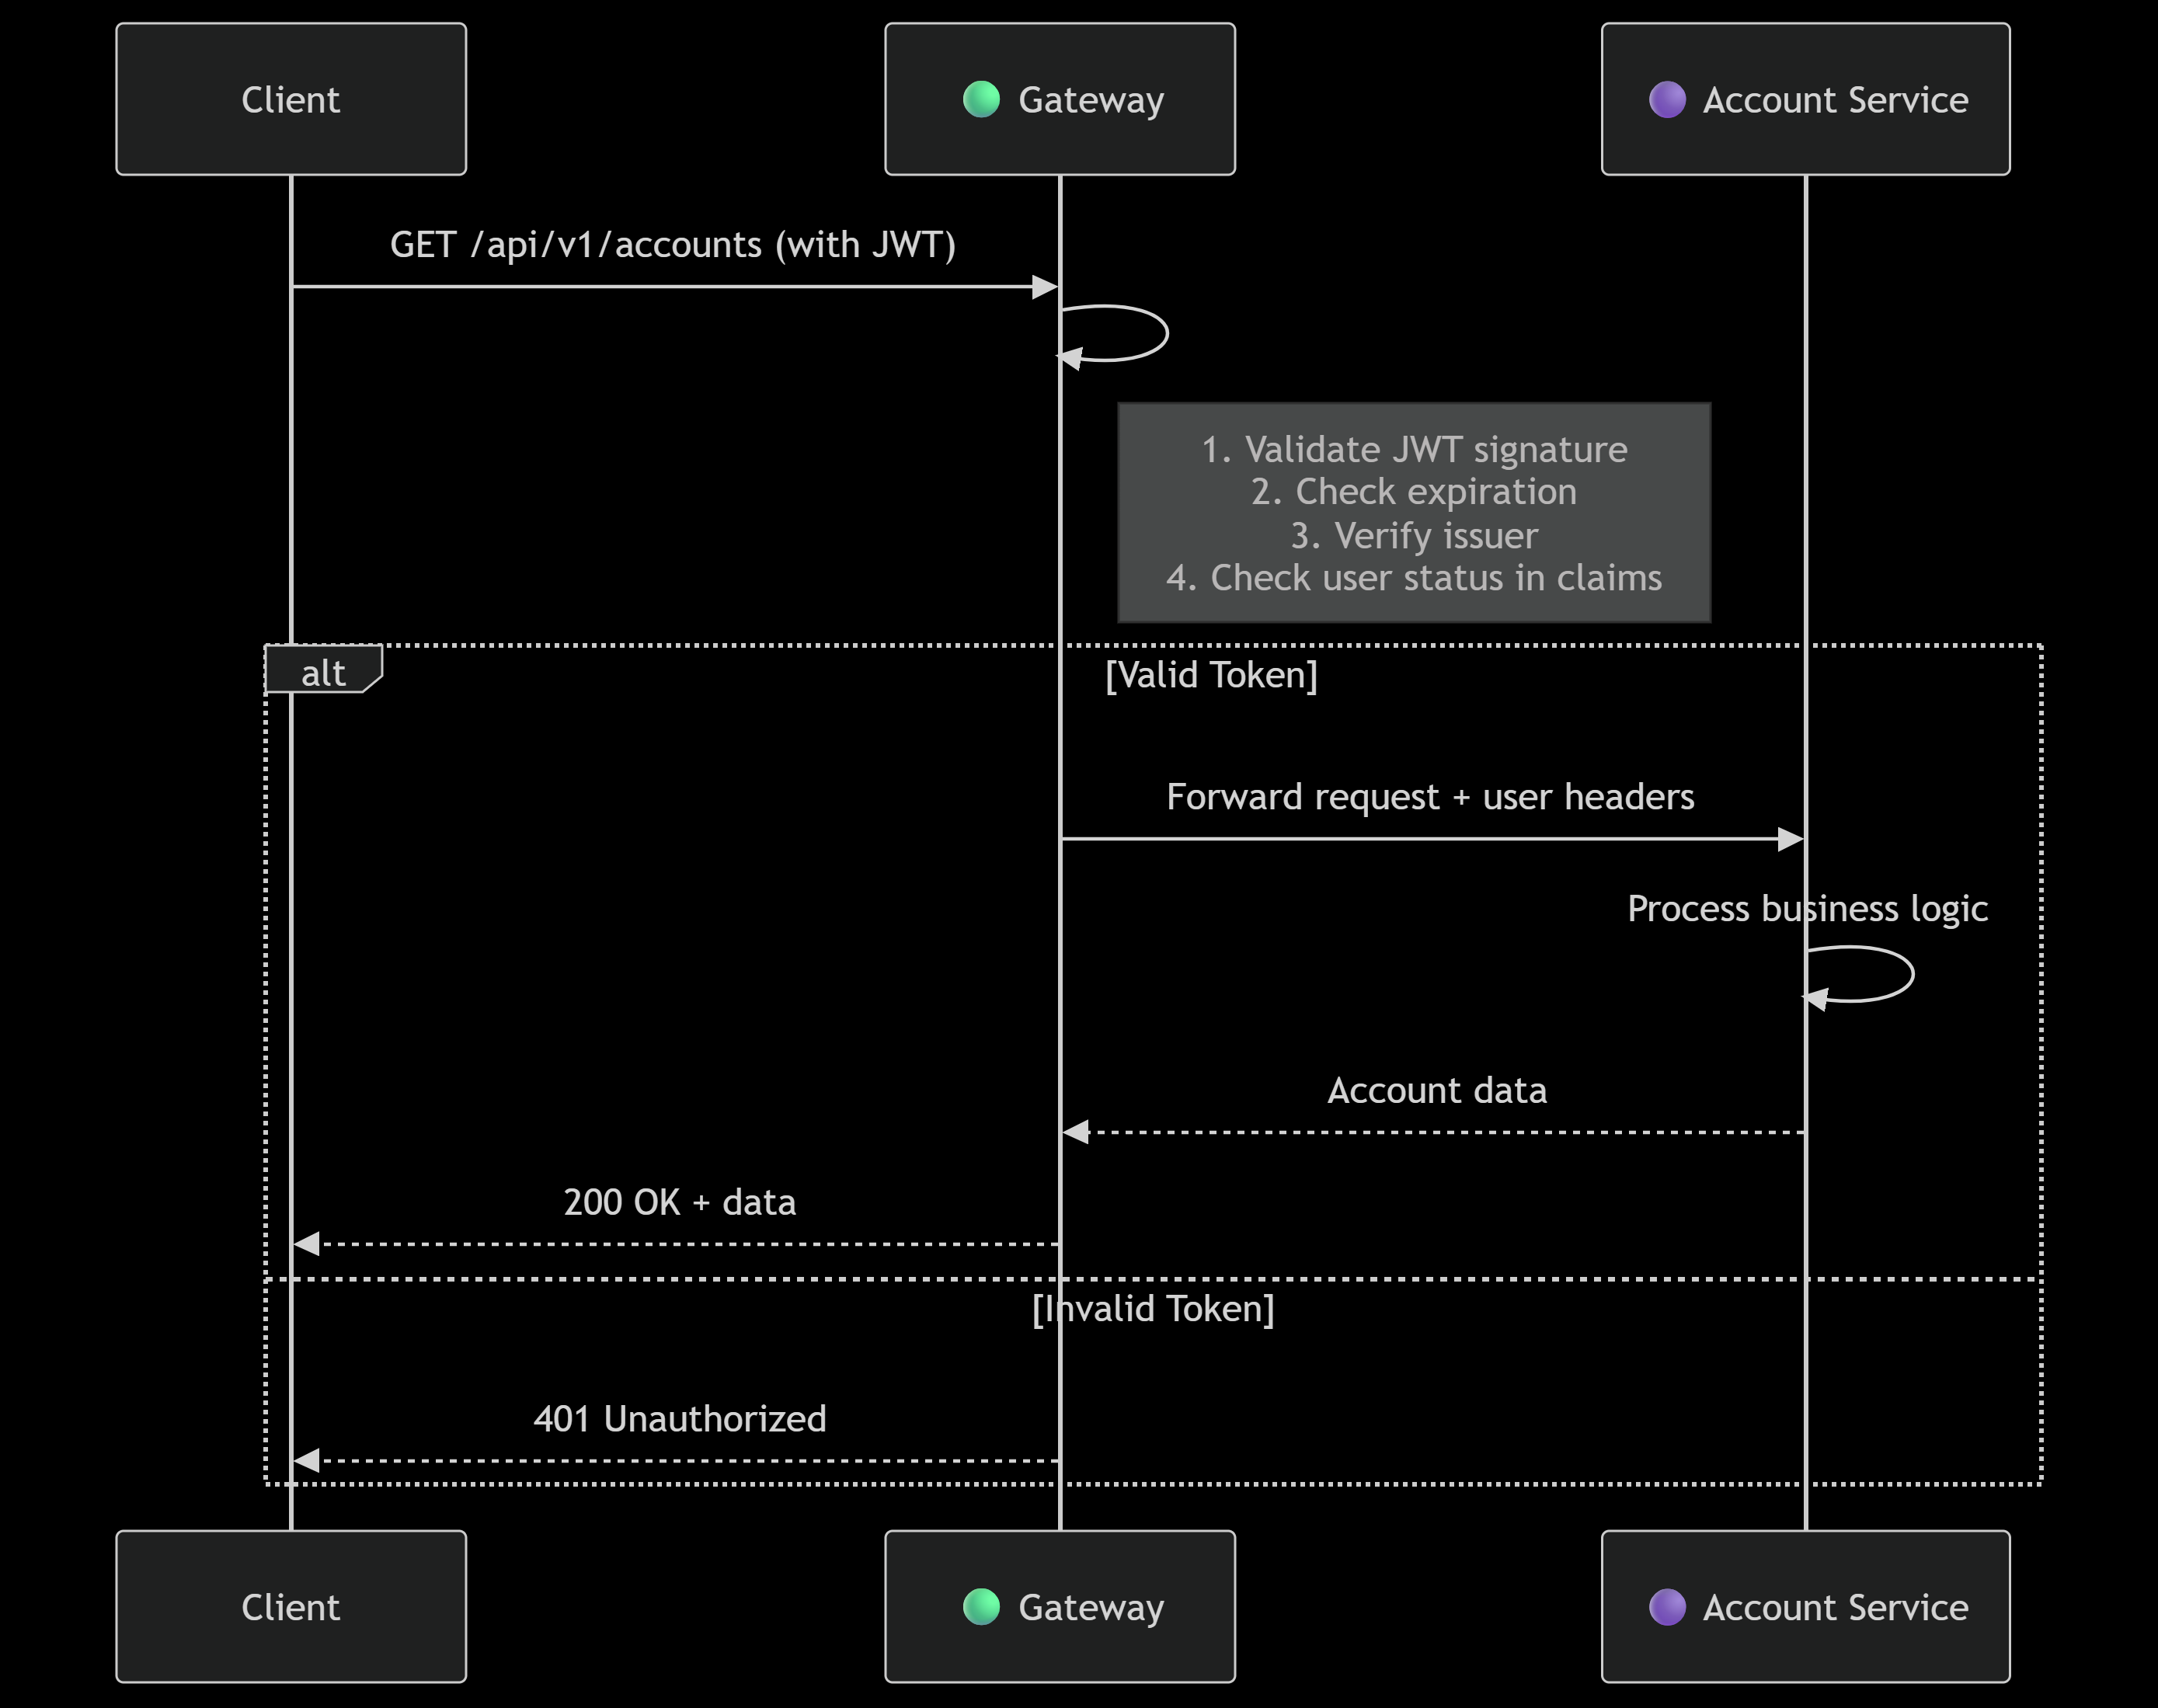 Client
Gateway
Account Service
GET /api/v1/accounts (with JWT)
1. Validate JWT signature
2. Check expiration
3. Verify issuer
4. Check user status in claims
alt
[Valid Token]
Forward request + user headers
Process business logic
Account data
200 OK + data
[Invalid Token]
401 Unauthorized
Client
Gateway
Account Service